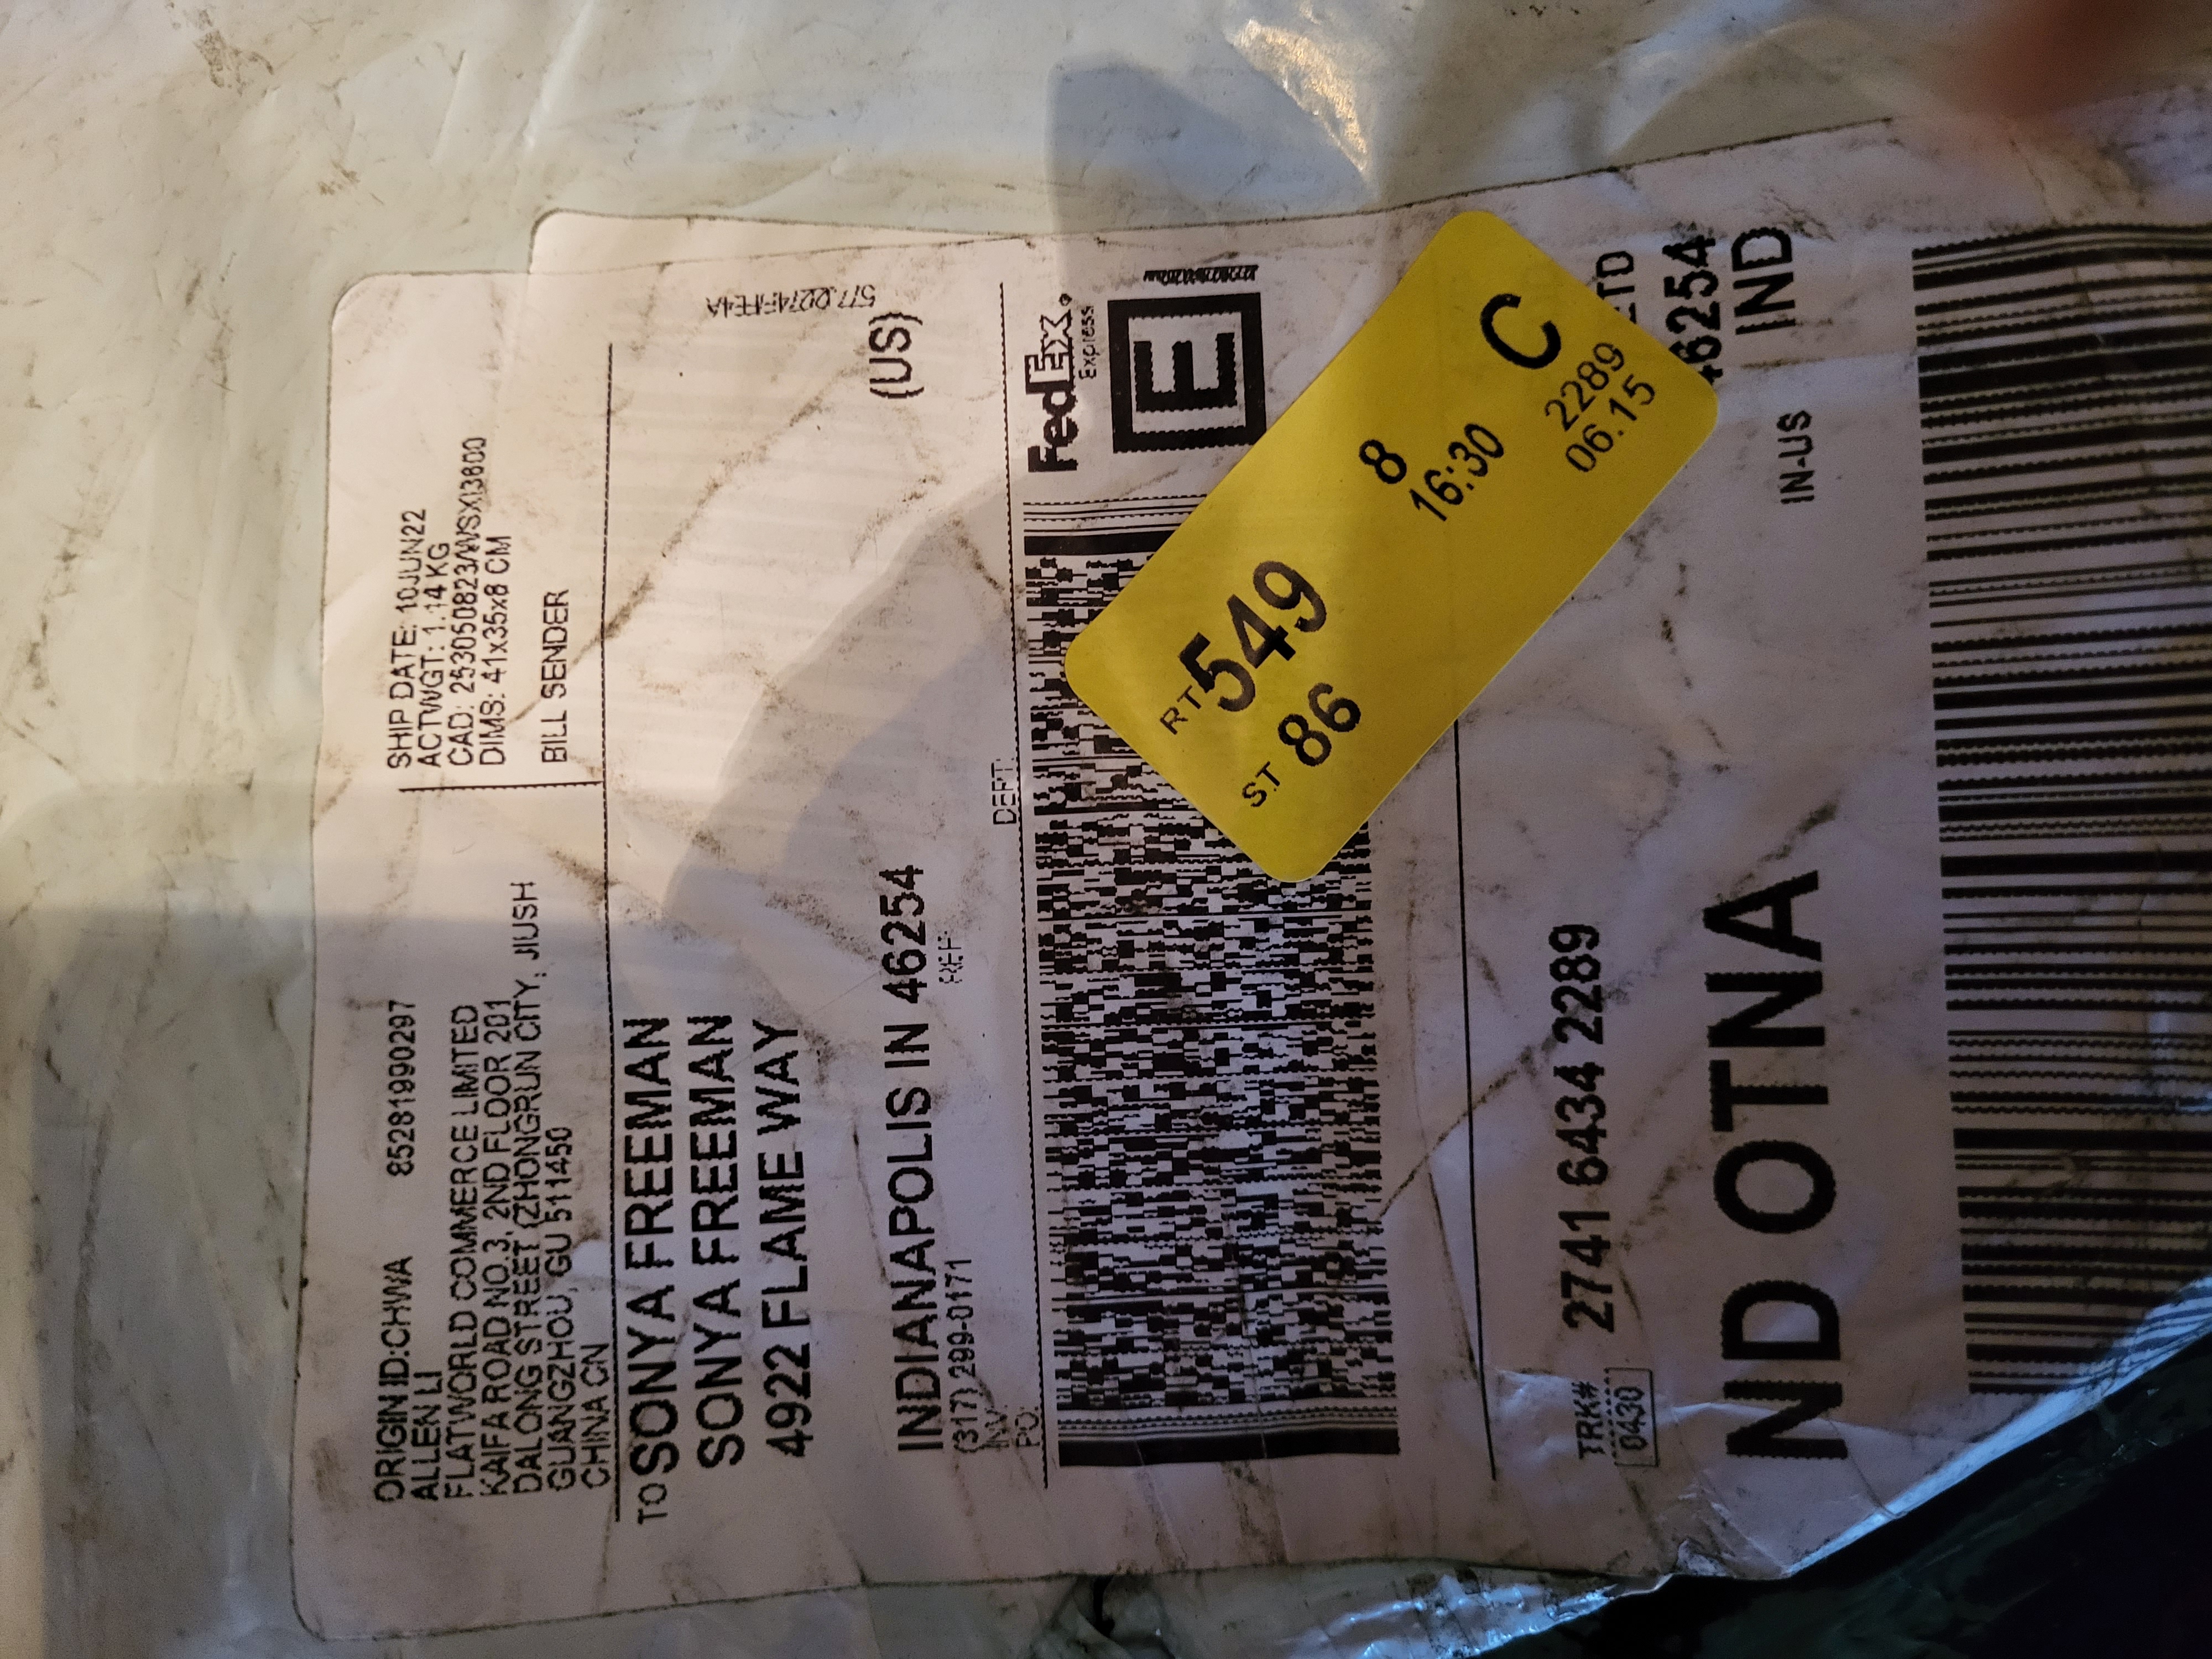 ORIGIN ID:CHWA 85281990297
ALLEN LI
FLATWORLD COMMERCE LIMITED
KAIFA ROAD NO.3, 2ND FLOOR 201
DALONG STREET (ZHONGRUN CITY, JIUSH
GUANGZHOU, GU 511450
CHINA CN
SHIP DATE: 10JUN22
ACTWGT: 1.14 KG
CAD: 253050823/WSXI3600
DIMS: 41x35x8 CM
BILL SENDER
TO SONYA FREEMAN
SONYA FREEMAN
4922 FLAME WAY
INDIANAPOLIS IN 46254
(US)
(317) 299-0171
REF:
INV:
PO:
DEPT:
FedEx
Express
E
RT 549
ST 86
8
16:30
C
2289
06.15
TRK# 2741 6434 2289
0430
ETD
ND OTNA
46254
IN-US
IND